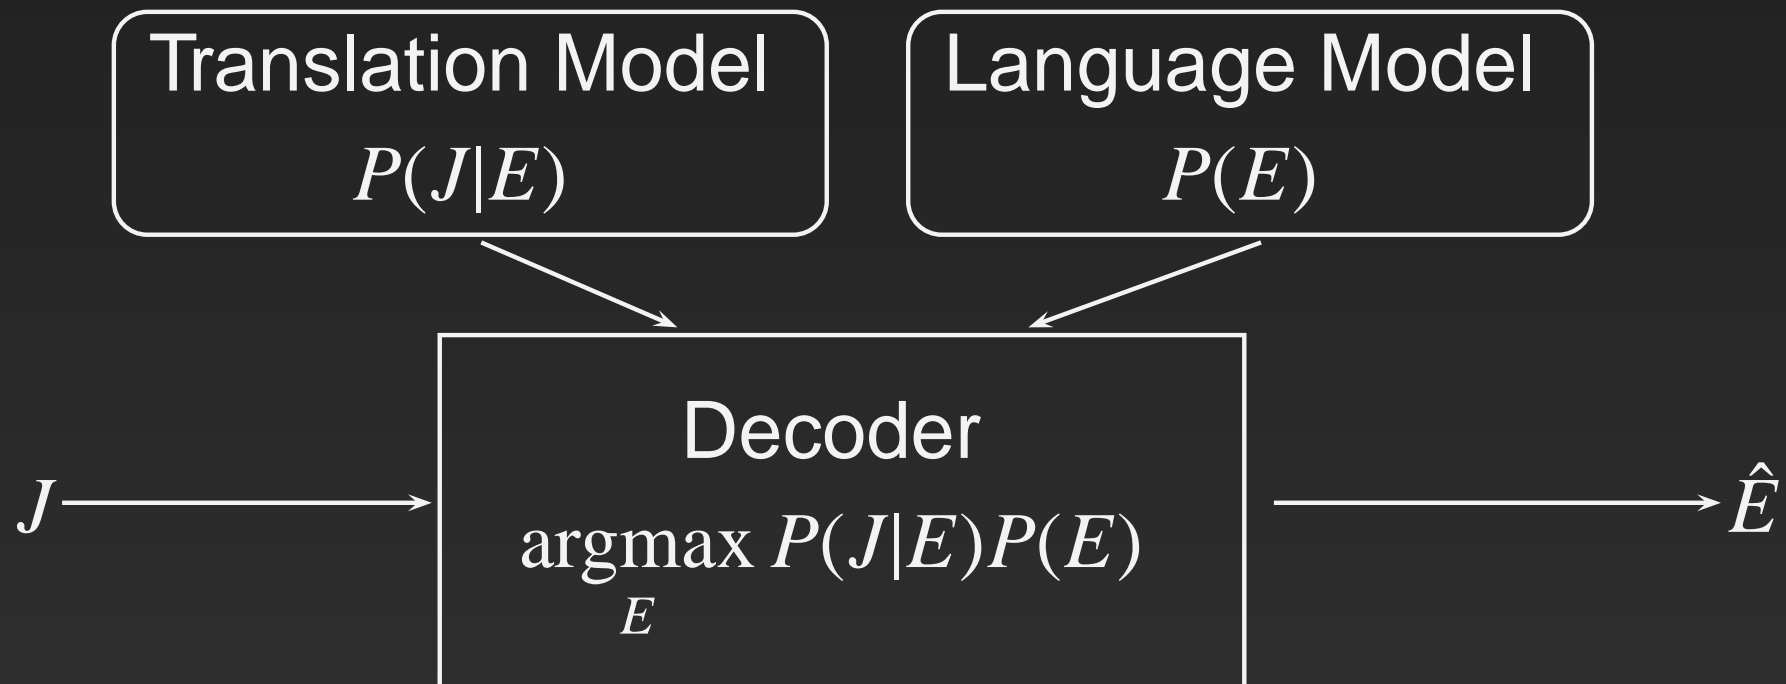 Translation Model
P(J|E)
Language Model
P(E)
Decoder
argmax P(J|E)P(E)
E
J
Ê